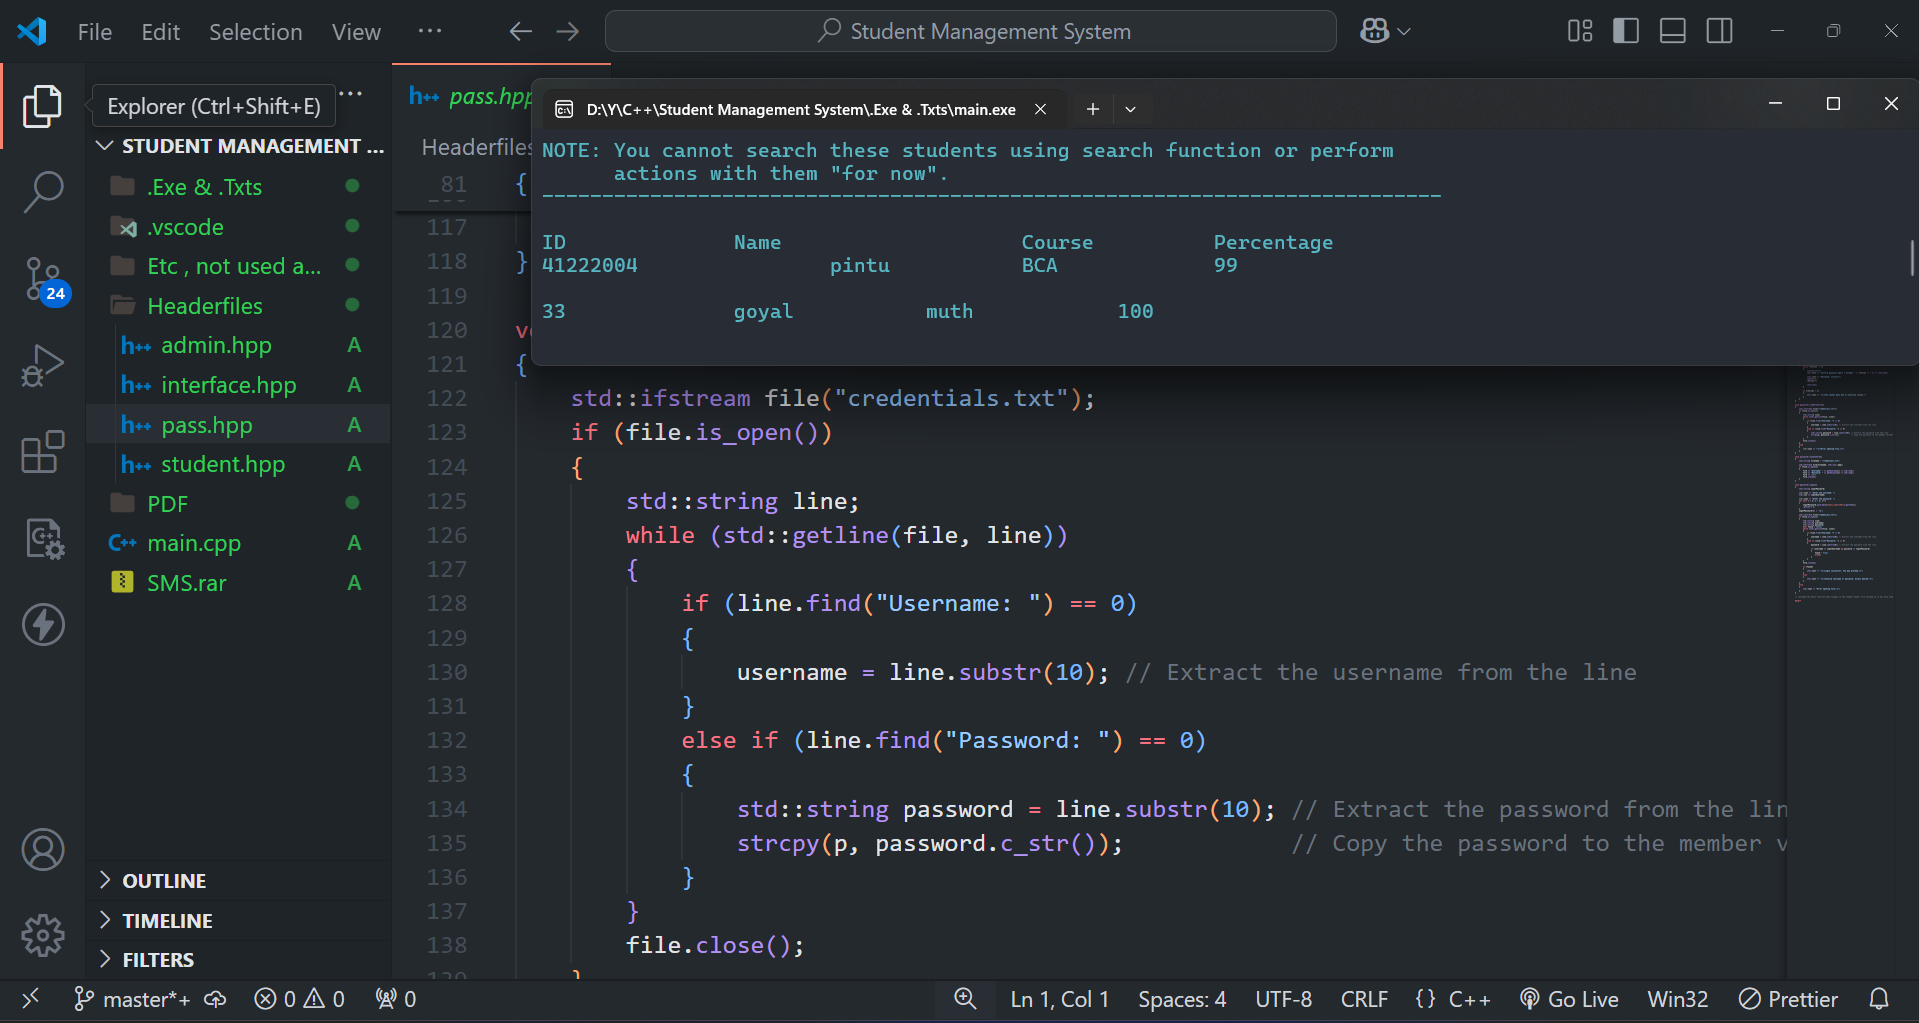 File Edit Selection View ... Student Management System
Explorer (Ctrl+Shift+E) ...
STUDENT MANAGEMENT ...
.Exe & .Txts
.vscode
Etc , not used a...
Headerfiles
h++ admin.hpp A
h++ interface.hpp A
h++ pass.hpp A
h++ student.hpp A
PDF
C++ main.cpp A
SMS.rar A
24
OUTLINE
TIMELINE
FILTERS
h++ pass.hpp
Headerfiles
D:\Y\C++\Student Management System\.Exe & .Txts\main.exe
NOTE: You cannot search these students using search function or perform
actions with them "for now".
---------------------------------------------------------------------------
ID Name Course Percentage
41222004 pintu BCA 99
33 goyal muth 100
81 {
117
118 }
119
120
121 {
122 std::ifstream file("credentials.txt");
123 if (file.is_open())
124 {
125 std::string line;
126 while (std::getline(file, line))
127 {
128 if (line.find("Username: ") == 0)
129 {
130 username = line.substr(10); // Extract the username from the line
131 }
132 else if (line.find("Password: ") == 0)
133 {
134 std::string password = line.substr(10); // Extract the password from the lin
135 strcpy(p, password.c_str()); // Copy the password to the member v
136 }
137 }
138 file.close();
master*+ 0 0 0 Ln 1, Col 1 Spaces: 4 UTF-8 CRLF {} C++ Go Live Win32 Prettier